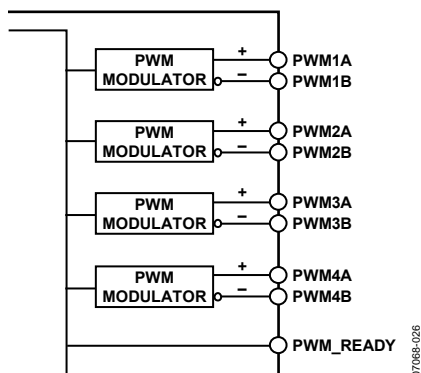 PWM
MODULATOR
+
−
PWM1A
PWM1B
PWM
MODULATOR
+
−
PWM2A
PWM2B
PWM
MODULATOR
+
−
PWM3A
PWM3B
PWM
MODULATOR
+
−
PWM4A
PWM4B
PWM_READY
07068-026